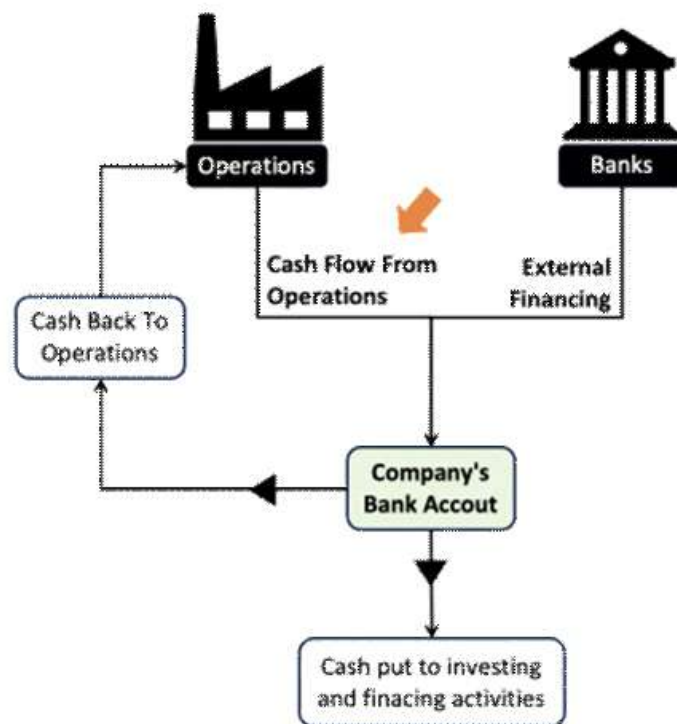 Operations
Banks
Cash Flow From
Operations
External
Financing
Cash Back To
Operations
Company's
Bank Accout
Cash put to investing
and finacing activities